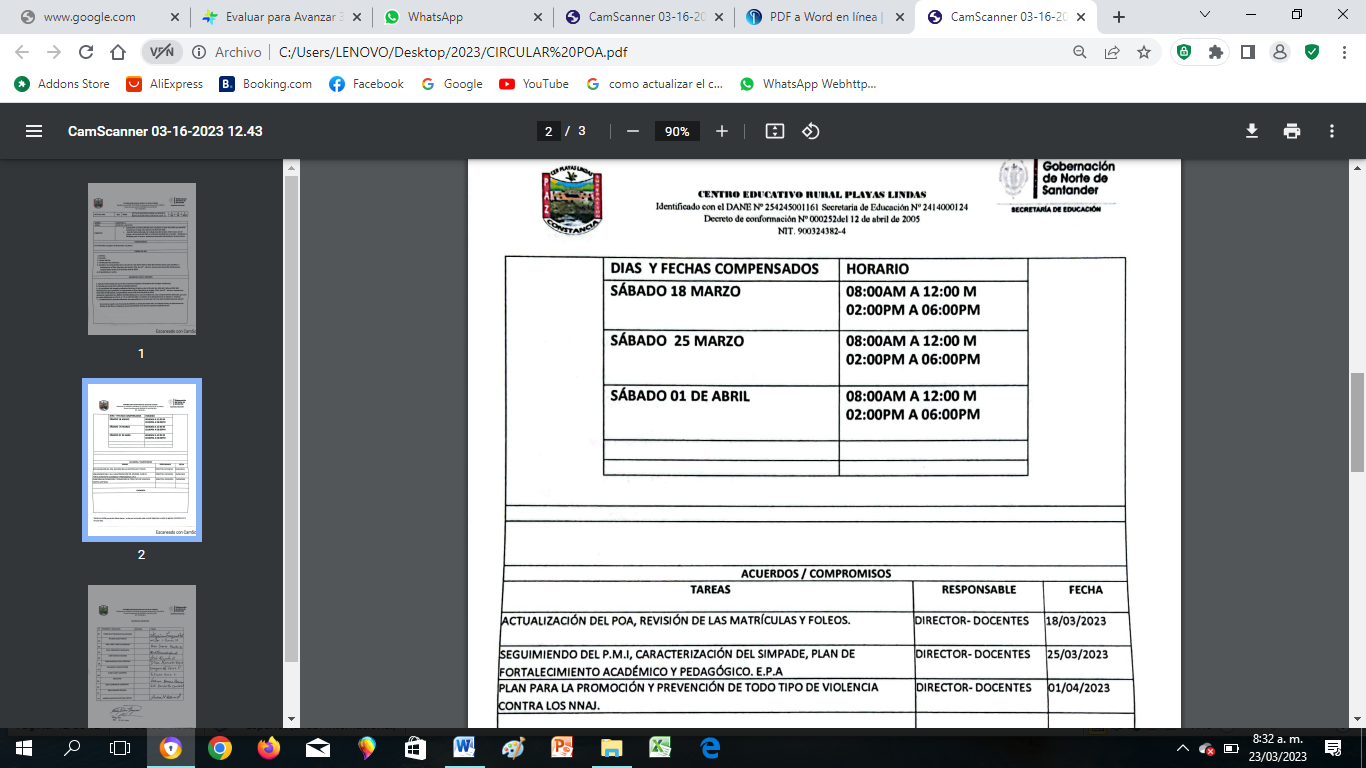 www.google.com
Evaluar para Avanzar 3
WhatsApp
CamScanner 03-16-20
PDF a Word en línea |
CamScanner 03-16-20
VPN
Archivo
C:/Users/LENOVO/Desktop/2023/CIRCULAR%20POA.pdf
Addons Store
AliExpress
Booking.com
Facebook
Google
YouTube
como actualizar el c...
WhatsApp Webhttp...
CamScanner 03-16-2023 12.43
2 / 3
90%
1
2
Gobernación
de Norte de
Santander
SECRETARÍA DE EDUCACIÓN
CER PLAYAS LINDAS
CONSTANCIA
CENTRO EDUCATIVO RURAL PLAYAS LINDAS
Identificado con el DANE Nº 254245001161 Secretaria de Educación Nº 2414000124
Decreto de conformación Nº 000252del 12 de abril de 2005
NIT. 900324382-4
DIAS Y FECHAS COMPENSADOS HORARIO
SÁBADO 18 MARZO 08:00AM A 12:00 M
02:00PM A 06:00PM
SÁBADO 25 MARZO 08:00AM A 12:00 M
02:00PM A 06:00PM
SÁBADO 01 DE ABRIL 08:00AM A 12:00 M
02:00PM A 06:00PM
ACUERDOS / COMPROMISOS
TAREAS RESPONSABLE FECHA
ACTUALIZACIÓN DEL POA, REVISIÓN DE LAS MATRÍCULAS Y FOLEOS. DIRECTOR- DOCENTES 18/03/2023
SEGUIMIENDO DEL P.M.I, CARACTERIZACIÓN DEL SIMPADE, PLAN DE DIRECTOR- DOCENTES 25/03/2023
FORTALECIMIENTO ACADÉMICO Y PEDAGÓGICO. E.P.A
PLAN PARA LA PROMOCIÓN Y PREVENCIÓN DE TODO TIPO DE VIOLENCIA DIRECTOR- DOCENTES 01/04/2023
CONTRA LOS NNAJ.
8:32 a. m.
23/03/2023